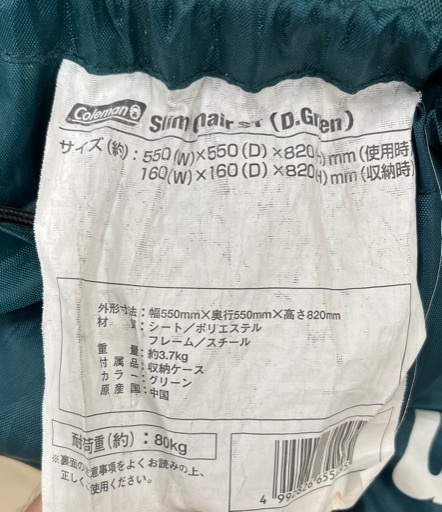 Coleman
Slim Chair ST (D.Green)
サイズ(約):550(W)×550(D)×820(H)mm(使用時)
160(W)×160(D)×820(H)mm(収納時)
外形寸法:幅550mm×奥行550mm×高さ820mm
材 質:シート/ポリエステル
フレーム/スチール
重 量:約3.7kg
付属品:収納ケース
カラー:グリーン
原産国:中国
耐荷重(約):80kg
※裏面の注意事項をよくお読みの上、
正しくご使用ください。